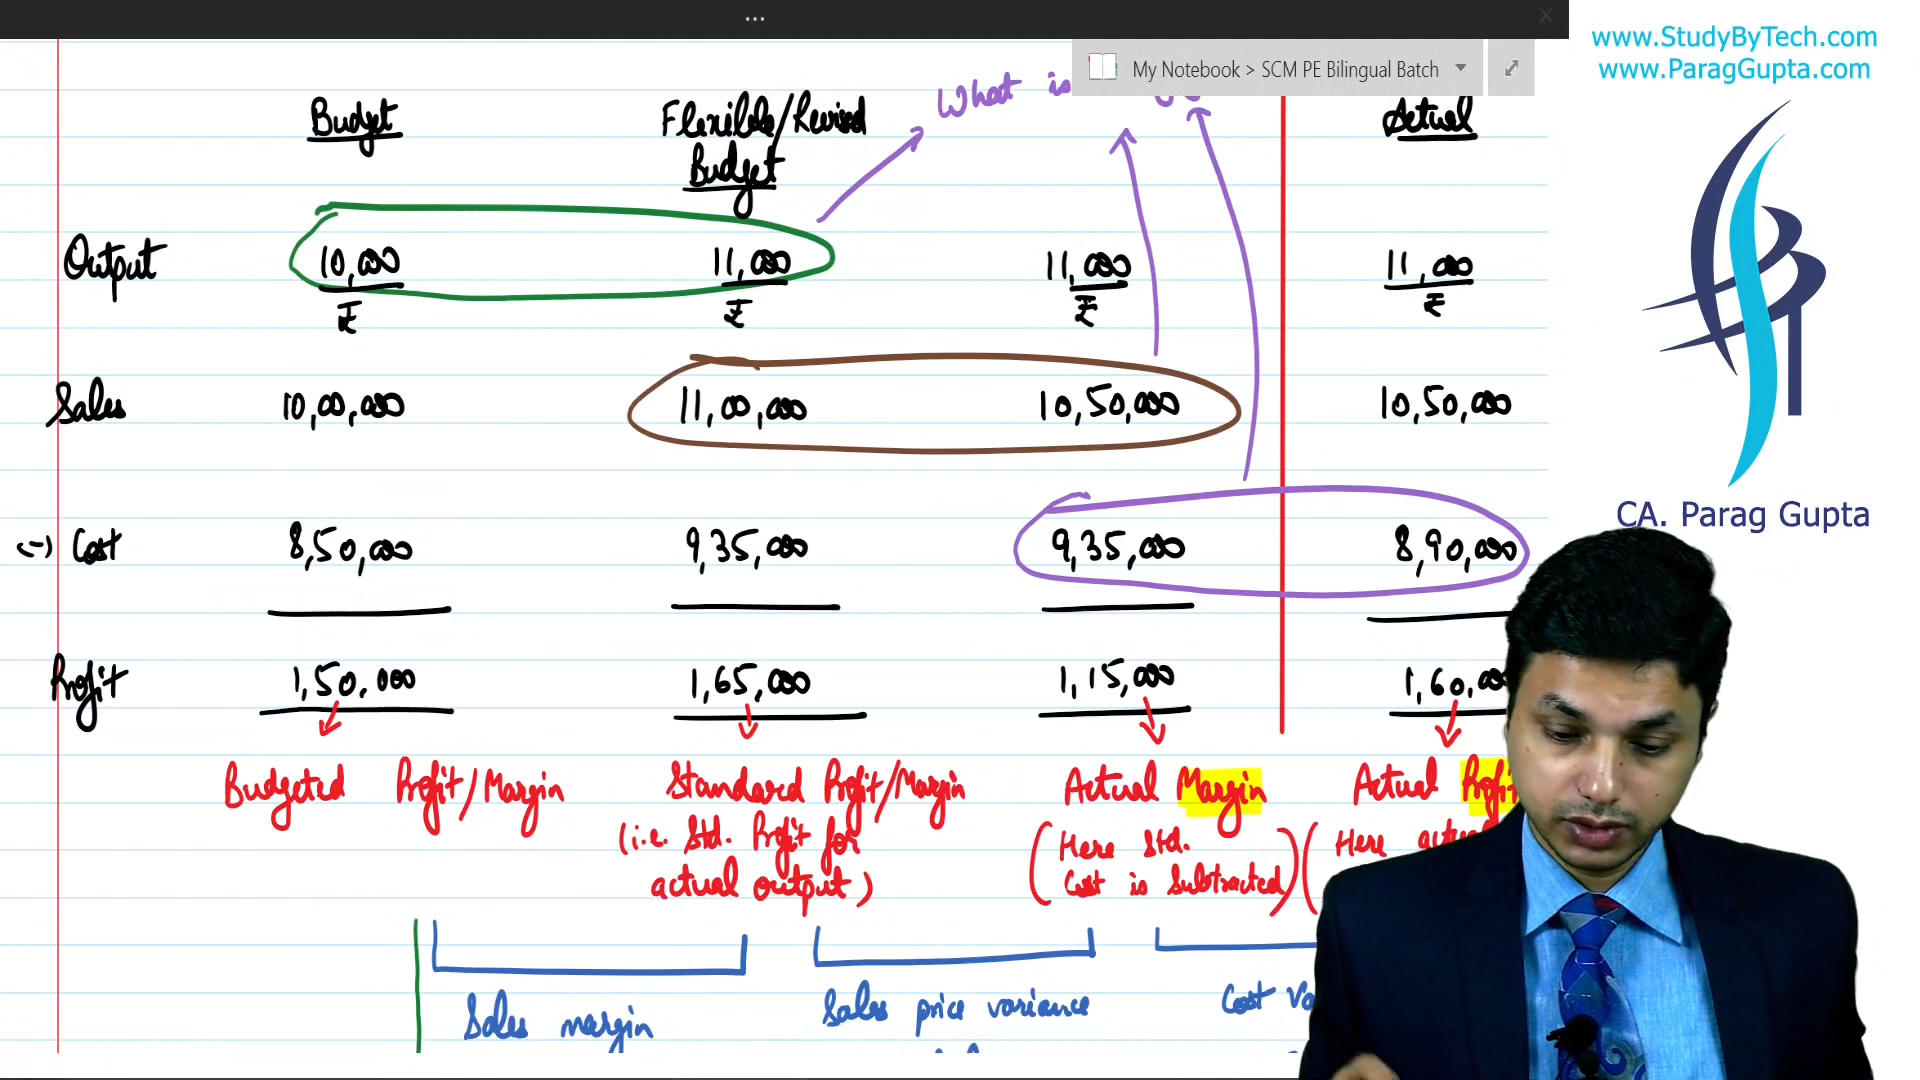 ...
www.StudyByTech.com
www.ParagGupta.com
My Notebook > SCM PE Bilingual Batch
What is
Budget Flexible/Revised Budget Actual
Output 10,000 11,000 11,000 11,000
₹ ₹ ₹ ₹
Sales 10,00,000 11,00,000 10,50,000 10,50,000
(-) Cost 8,50,000 9,35,000 9,35,000 8,90,000
CA. Parag Gupta
Profit 1,50,000 1,65,000 1,15,000 1,60,000
Budgeted Profit/Margin
Standard Profit/Margin
(i.e. Std. Profit for
actual output)
Actual Margin
(Here Std.
Cost is Subtracted)
Actual Profit
(Here
Sales margin
Sales price variance
Cost